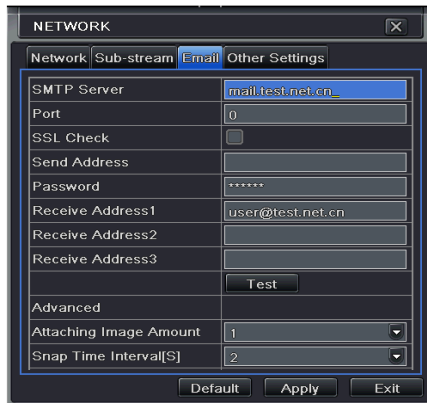 NETWORK
Network Sub-stream Email Other Settings
SMTP Server mail.test.net.cn_
Port 0
SSL Check
Send Address
Password ******
Receive Address1 user@test.net.cn
Receive Address2
Receive Address3
Test
Advanced
Attaching Image Amount 1
Snap Time Interval[S] 2
Default Apply Exit